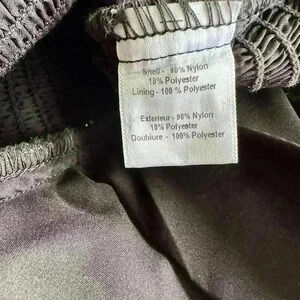 Shell - 90% Nylon
10% Polyester
Lining - 100 % Polyester
Exterieur - 90% Nylon
10% Polyester
Doublure - 100% Polyester